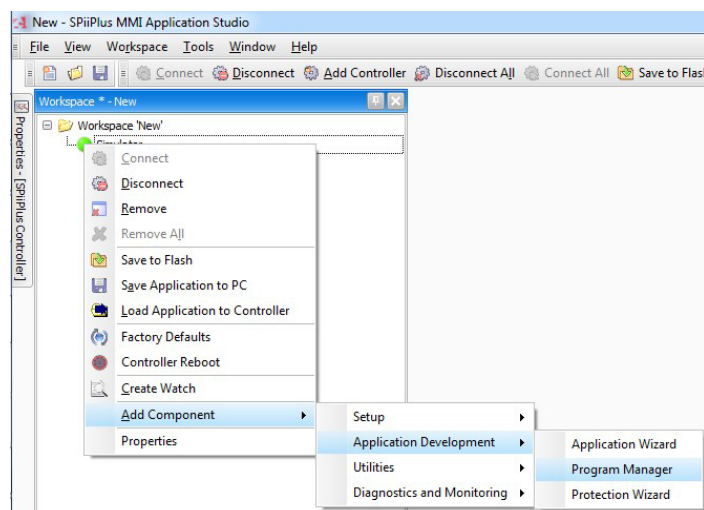 New - SPiiPlus MMI Application Studio
File View Workspace Tools Window Help
Connect Disconnect Add Controller Disconnect All Connect All Save to Flas
Workspace * - New
Properties - [SPiiPlus Controller]
Workspace 'New'
Simulator
Connect
Disconnect
Remove
Remove All
Save to Flash
Save Application to PC
Load Application to Controller
Factory Defaults
Controller Reboot
Create Watch
Add Component
Properties
Setup
Application Development
Utilities
Diagnostics and Monitoring
Application Wizard
Program Manager
Protection Wizard